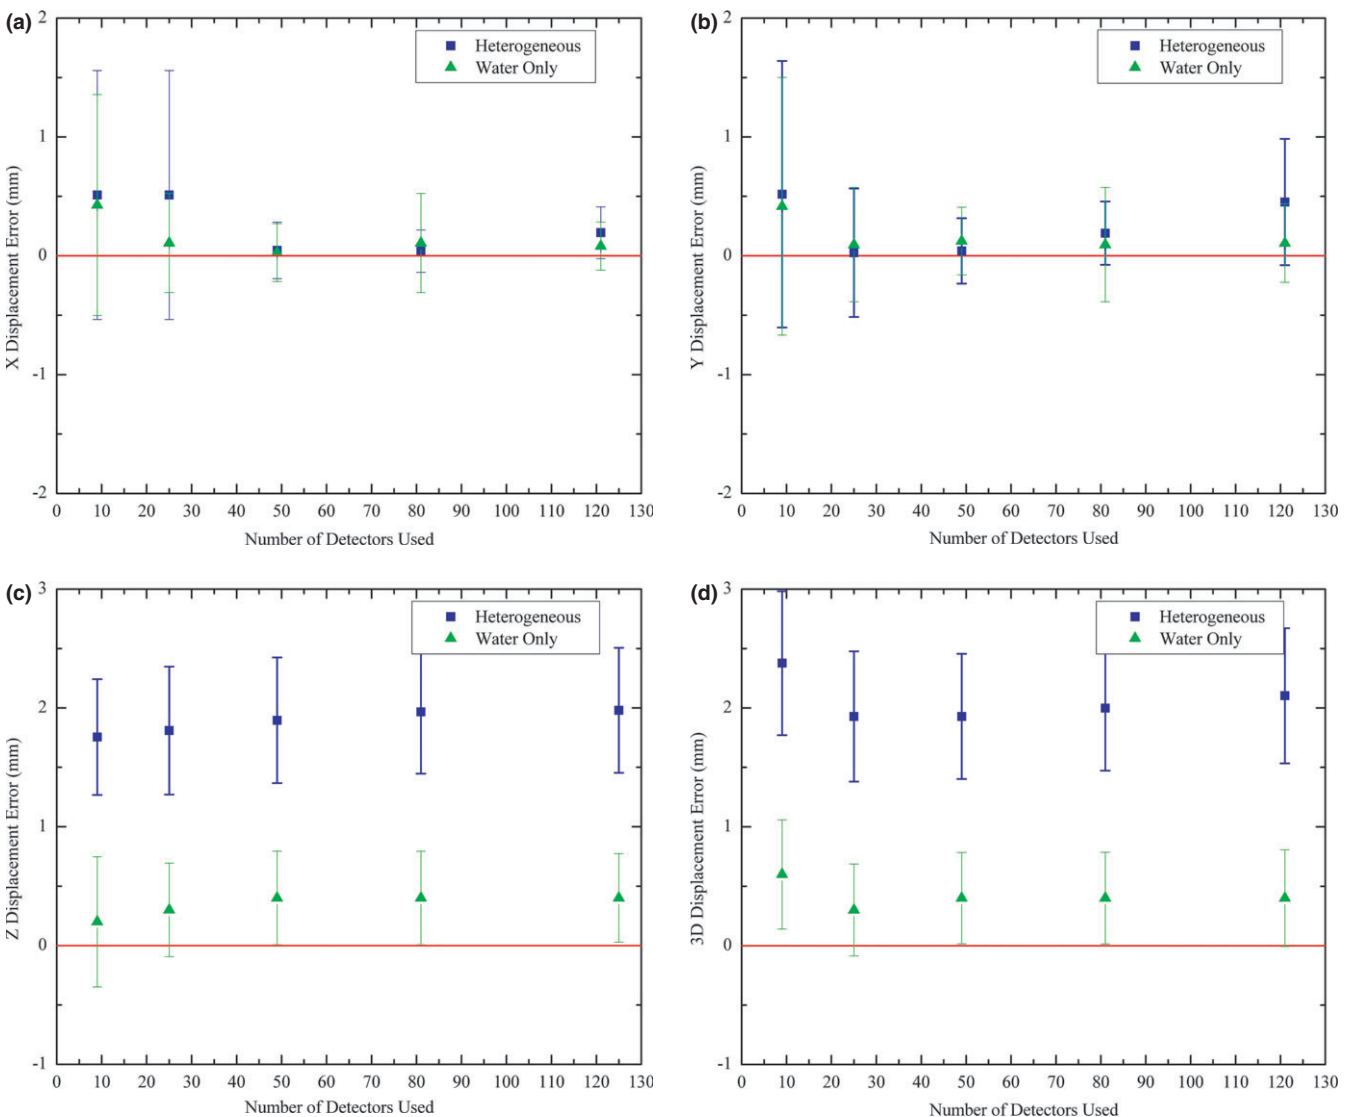 (a)
2
1
0
-1
-2
X Displacement Error (mm)
Heterogeneous
Water Only
0 10 20 30 40 50 60 70 80 90 100 110 120 130
Number of Detectors Used
(b)
2
1
0
-1
-2
Y Displacement Error (mm)
Heterogeneous
Water Only
0 10 20 30 40 50 60 70 80 90 100 110 120 130
Number of Detectors Used
(c)
3
2
1
0
-1
Z Displacement Error (mm)
Heterogeneous
Water Only
0 10 20 30 40 50 60 70 80 90 100 110 120 130
Number of Detectors Used
(d)
3
2
1
0
-1
3D Displacement Error (mm)
Heterogeneous
Water Only
0 10 20 30 40 50 60 70 80 90 100 110 120 130
Number of Detectors Used